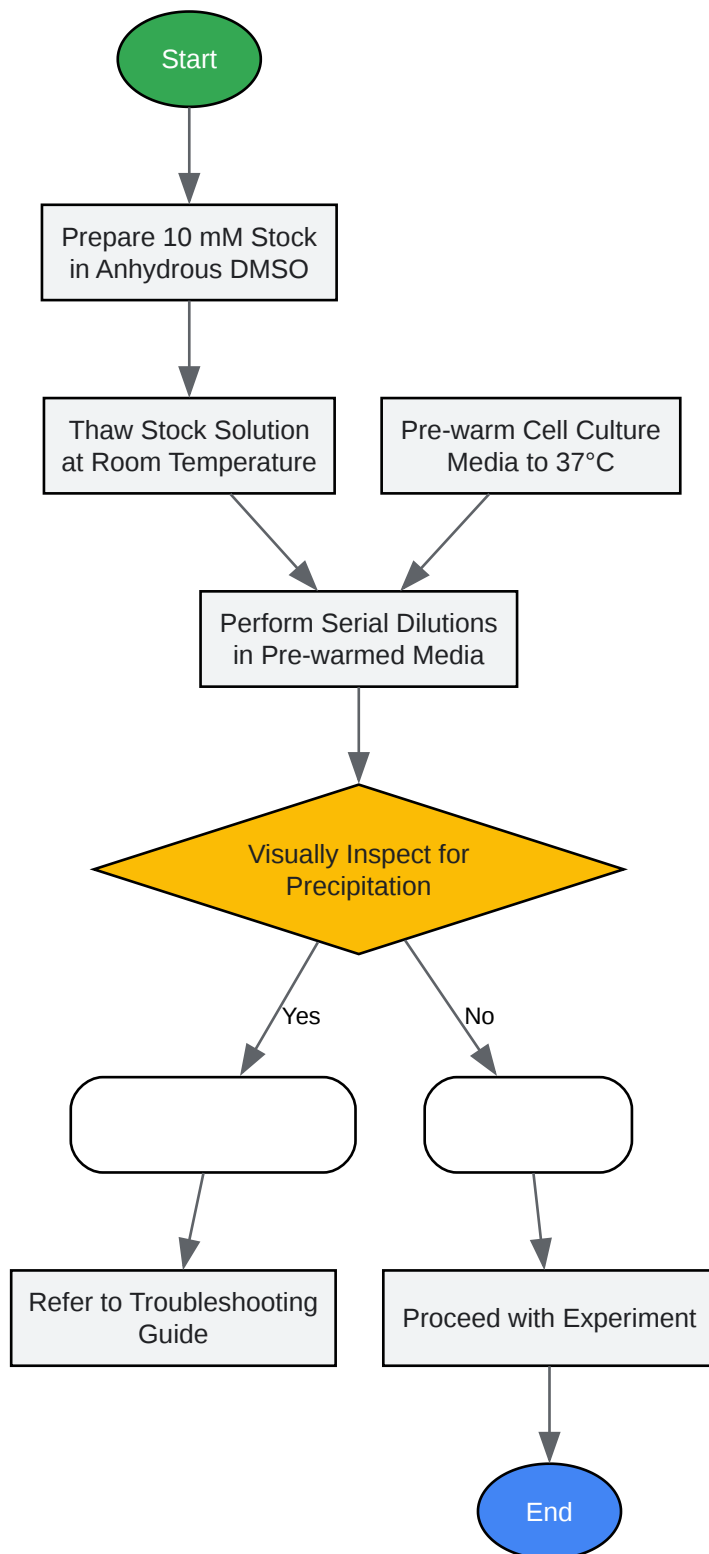 Start
Prepare 10 mM Stock
in Anhydrous DMSO
Thaw Stock Solution
at Room Temperature
Pre-warm Cell Culture
Media to 37°C
Perform Serial Dilutions
in Pre-warmed Media
Visually Inspect for
Precipitation
Yes
No
Refer to Troubleshooting
Guide
Proceed with Experiment
End